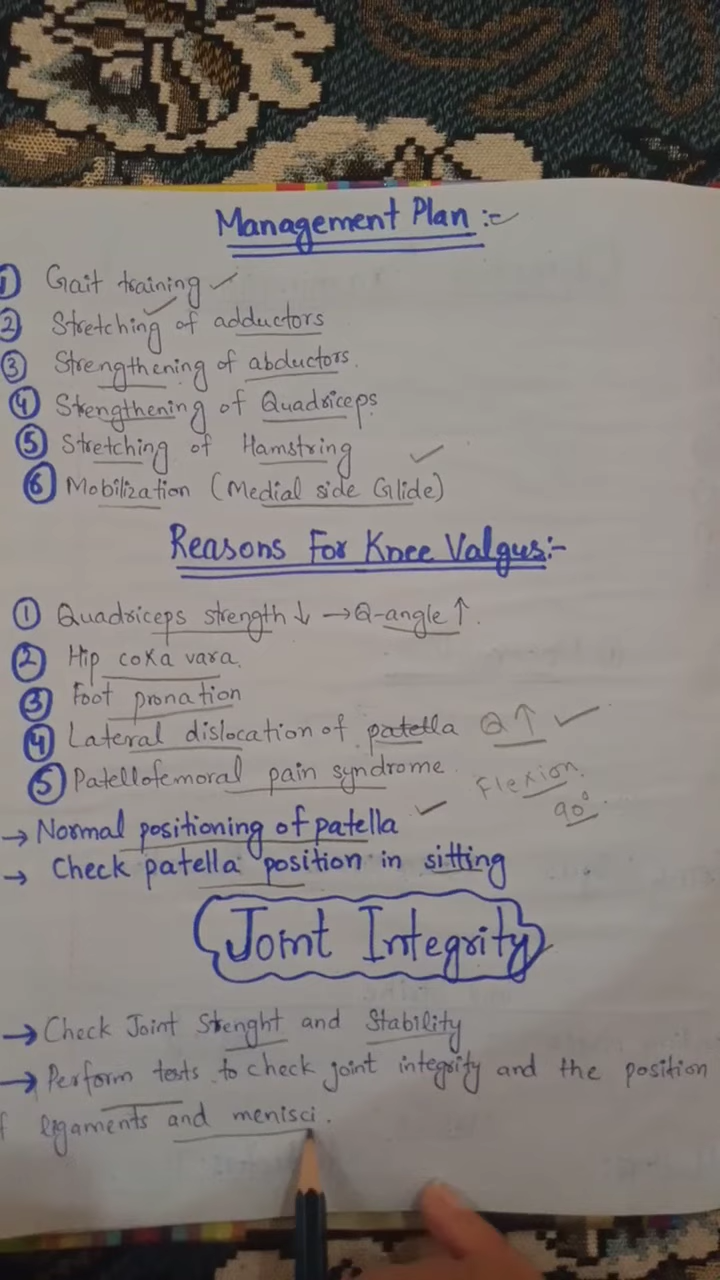 Management Plan :-
① Gait training ✓
② Stretching of adductors
③ Strengthening of abductors.
④ Stengthening of Quadriceps
⑤ Stretching of Hamstring ✓
⑥ Mobilization (Medial side Glide)
Reasons For Knee Valgus:-
① Quadriceps strength ↓ → Q-angle ↑.
② Hip coxa vara.
③ Foot pronation
④ Lateral dislocation of patella Q ↑ ✓
⑤ Patellofemoral pain syndrome. Flexion 90°.
→ Normal positioning of patella ✓
→ Check patella position in sitting
Joint Integrity
→ Check Joint Strenght and Stability
→ Perform tests to check joint integrity and the position
f ligaments and menisci.